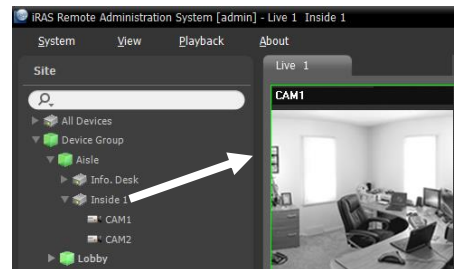 iRAS Remote Administration System [admin] - Live 1 Inside 1
System View Playback About
Site
Live 1
CAM1
All Devices
Device Group
Aisle
Info. Desk
Inside 1
CAM1
CAM2
Lobby